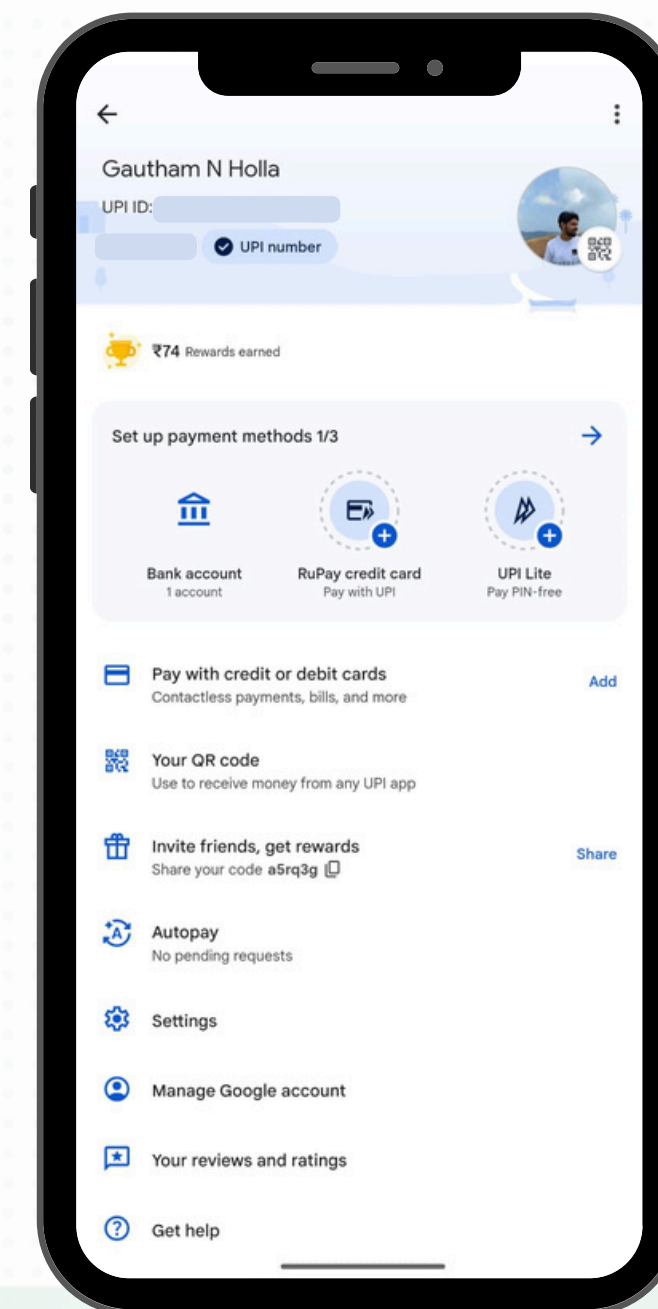 Gautham N Holla
UPI ID:
UPI number
₹74 Rewards earned
Set up payment methods 1/3
Bank account
1 account
RuPay credit card
Pay with UPI
UPI Lite
Pay PIN-free
Pay with credit or debit cards
Contactless payments, bills, and more
Add
Your QR code
Use to receive money from any UPI app
Invite friends, get rewards
Share your code a5rq3g
Share
Autopay
No pending requests
Settings
Manage Google account
Your reviews and ratings
Get help